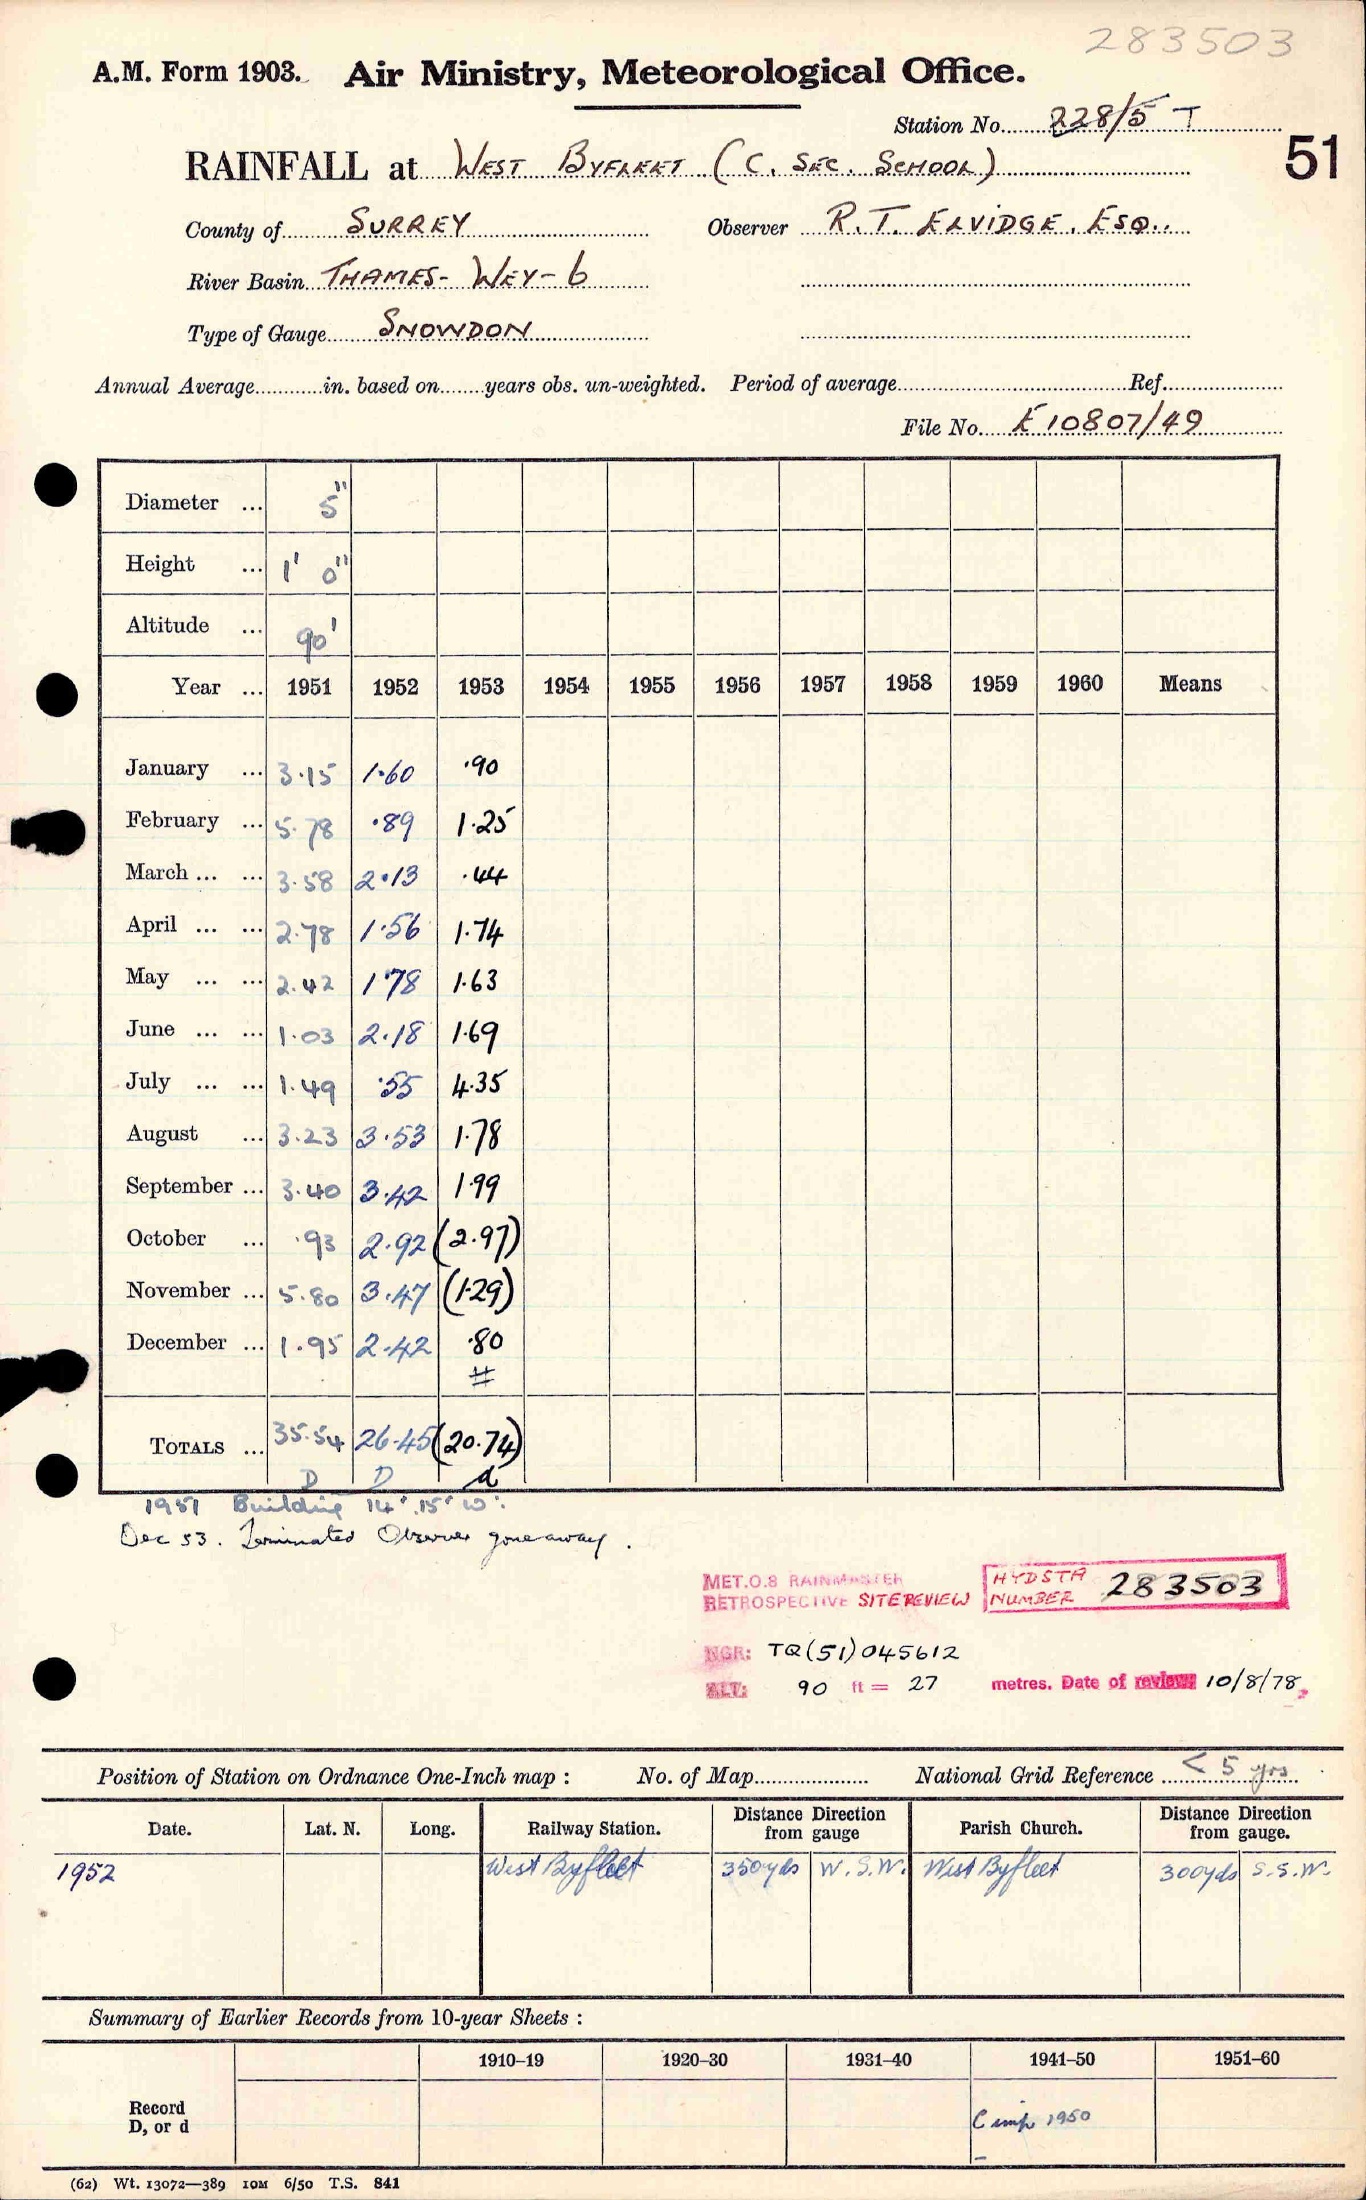 283503
A.M. Form 1903. Air Ministry, Meteorological Office.
Station No. 228/5 T
51
RAINFALL at WEST BYFLEET (C. SEC. SCHOOL)
County of SURREY Observer R.T. ELVIDGE. ESQ.
River Basin THAMES- WEY- 6
Type of Gauge SNOWDON
Annual Average............in. based on.......years obs. un-weighted. Period of average........................Ref.....................
File No. E 10807/49
Diameter ... 5"
Height ... 1' 0"
Altitude ... 90'
Year ... 1951 1952 1953 1954 1955 1956 1957 1958 1959 1960 Means
January ... 3.15 1.60 .90
February ... 5.78 .89 1.25
March ... ... 3.58 2.13 .44
April ... ... 2.78 1.56 1.74
May ... ... 2.42 1.78 1.63
June ... ... 1.03 2.18 1.69
July ... ... 1.49 .55 4.35
August ... 3.23 3.53 1.78
September ... 3.40 3.42 1.99
October ... .93 2.92 (2.97)
November ... 5.80 3.47 (1.29)
December ... 1.95 2.42 .80
#
TOTALS ... 35.54 26.45 (20.74)
D D d
1951 Building 14' 15' W:
Dec 53. Terminated Observer gone away.
MET.O.8 RAINMASTER
RETROSPECTIVE SITE REVIEW
HYDSTA NUMBER 283503
NGR: TQ(51)045612
ALT: 90 ft = 27 metres. Date of review: 10/8/78
Position of Station on Ordnance One-Inch map : No. of Map.................... National Grid Reference < 5 yrs
Date. Lat. N. Long. Railway Station. Distance from gauge Direction Parish Church. Distance from gauge. Direction
1952 West Byfleet 350yds W.S.W. West Byfleet 300yds S.S.W.
Summary of Earlier Records from 10-year Sheets :
1910–19 1920–30 1931–40 1941–50 1951–60
Record
D, or d
1950
(62) Wt. 13072—389 10M 6/50 T.S. 841